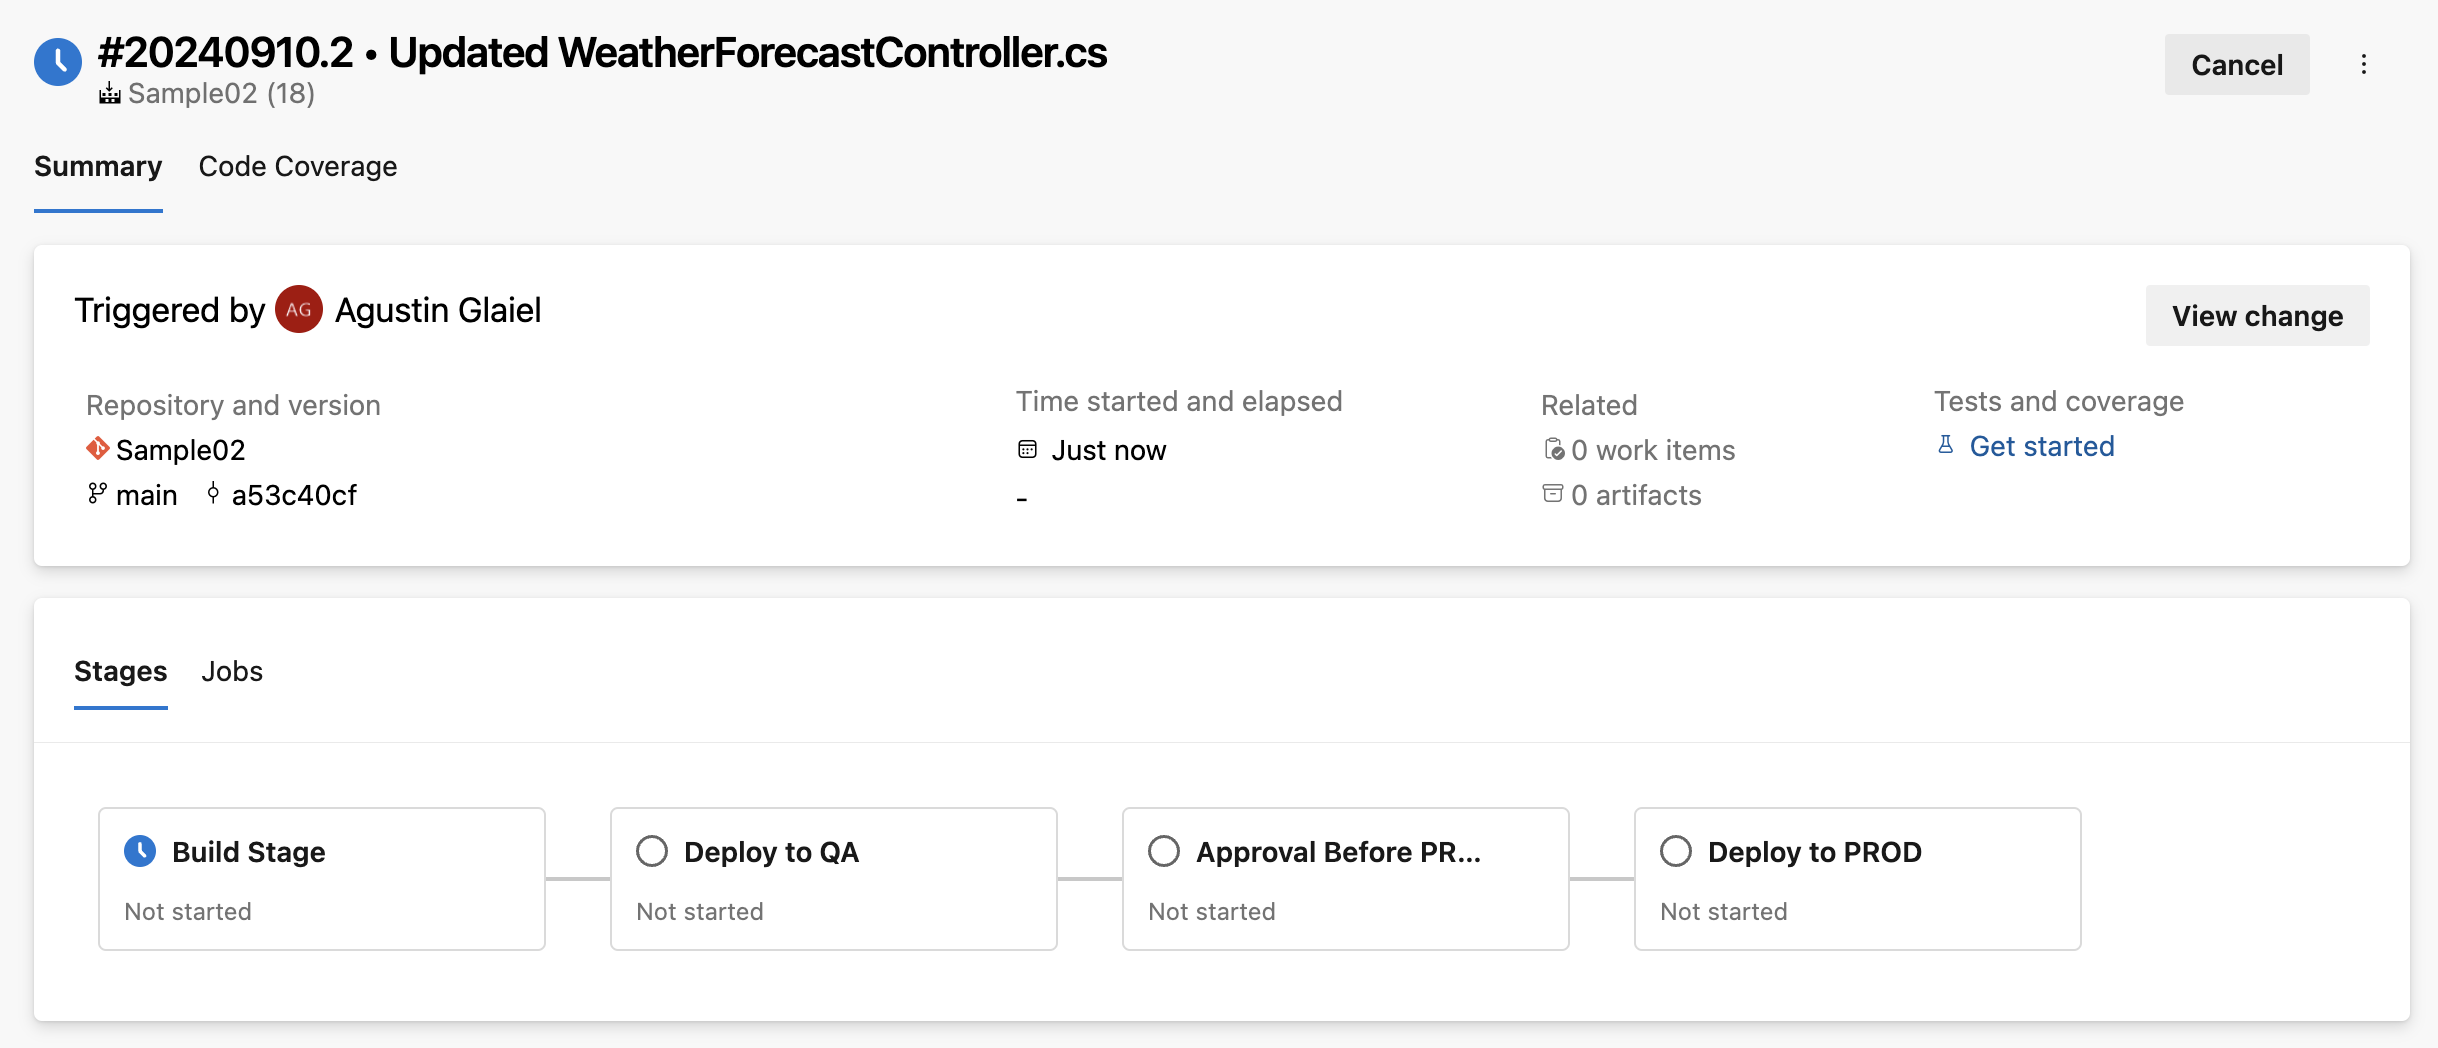 #20240910.2 • Updated WeatherForecastController.cs
Sample02 (18)
Cancel
Summary Code Coverage
Triggered by AG Agustin Glaiel
View change
Repository and version
Sample02
main a53c40cf
Time started and elapsed
Just now
-
Related
0 work items
0 artifacts
Tests and coverage
Get started
Stages Jobs
Build Stage
Not started
Deploy to QA
Not started
Approval Before PR...
Not started
Deploy to PROD
Not started